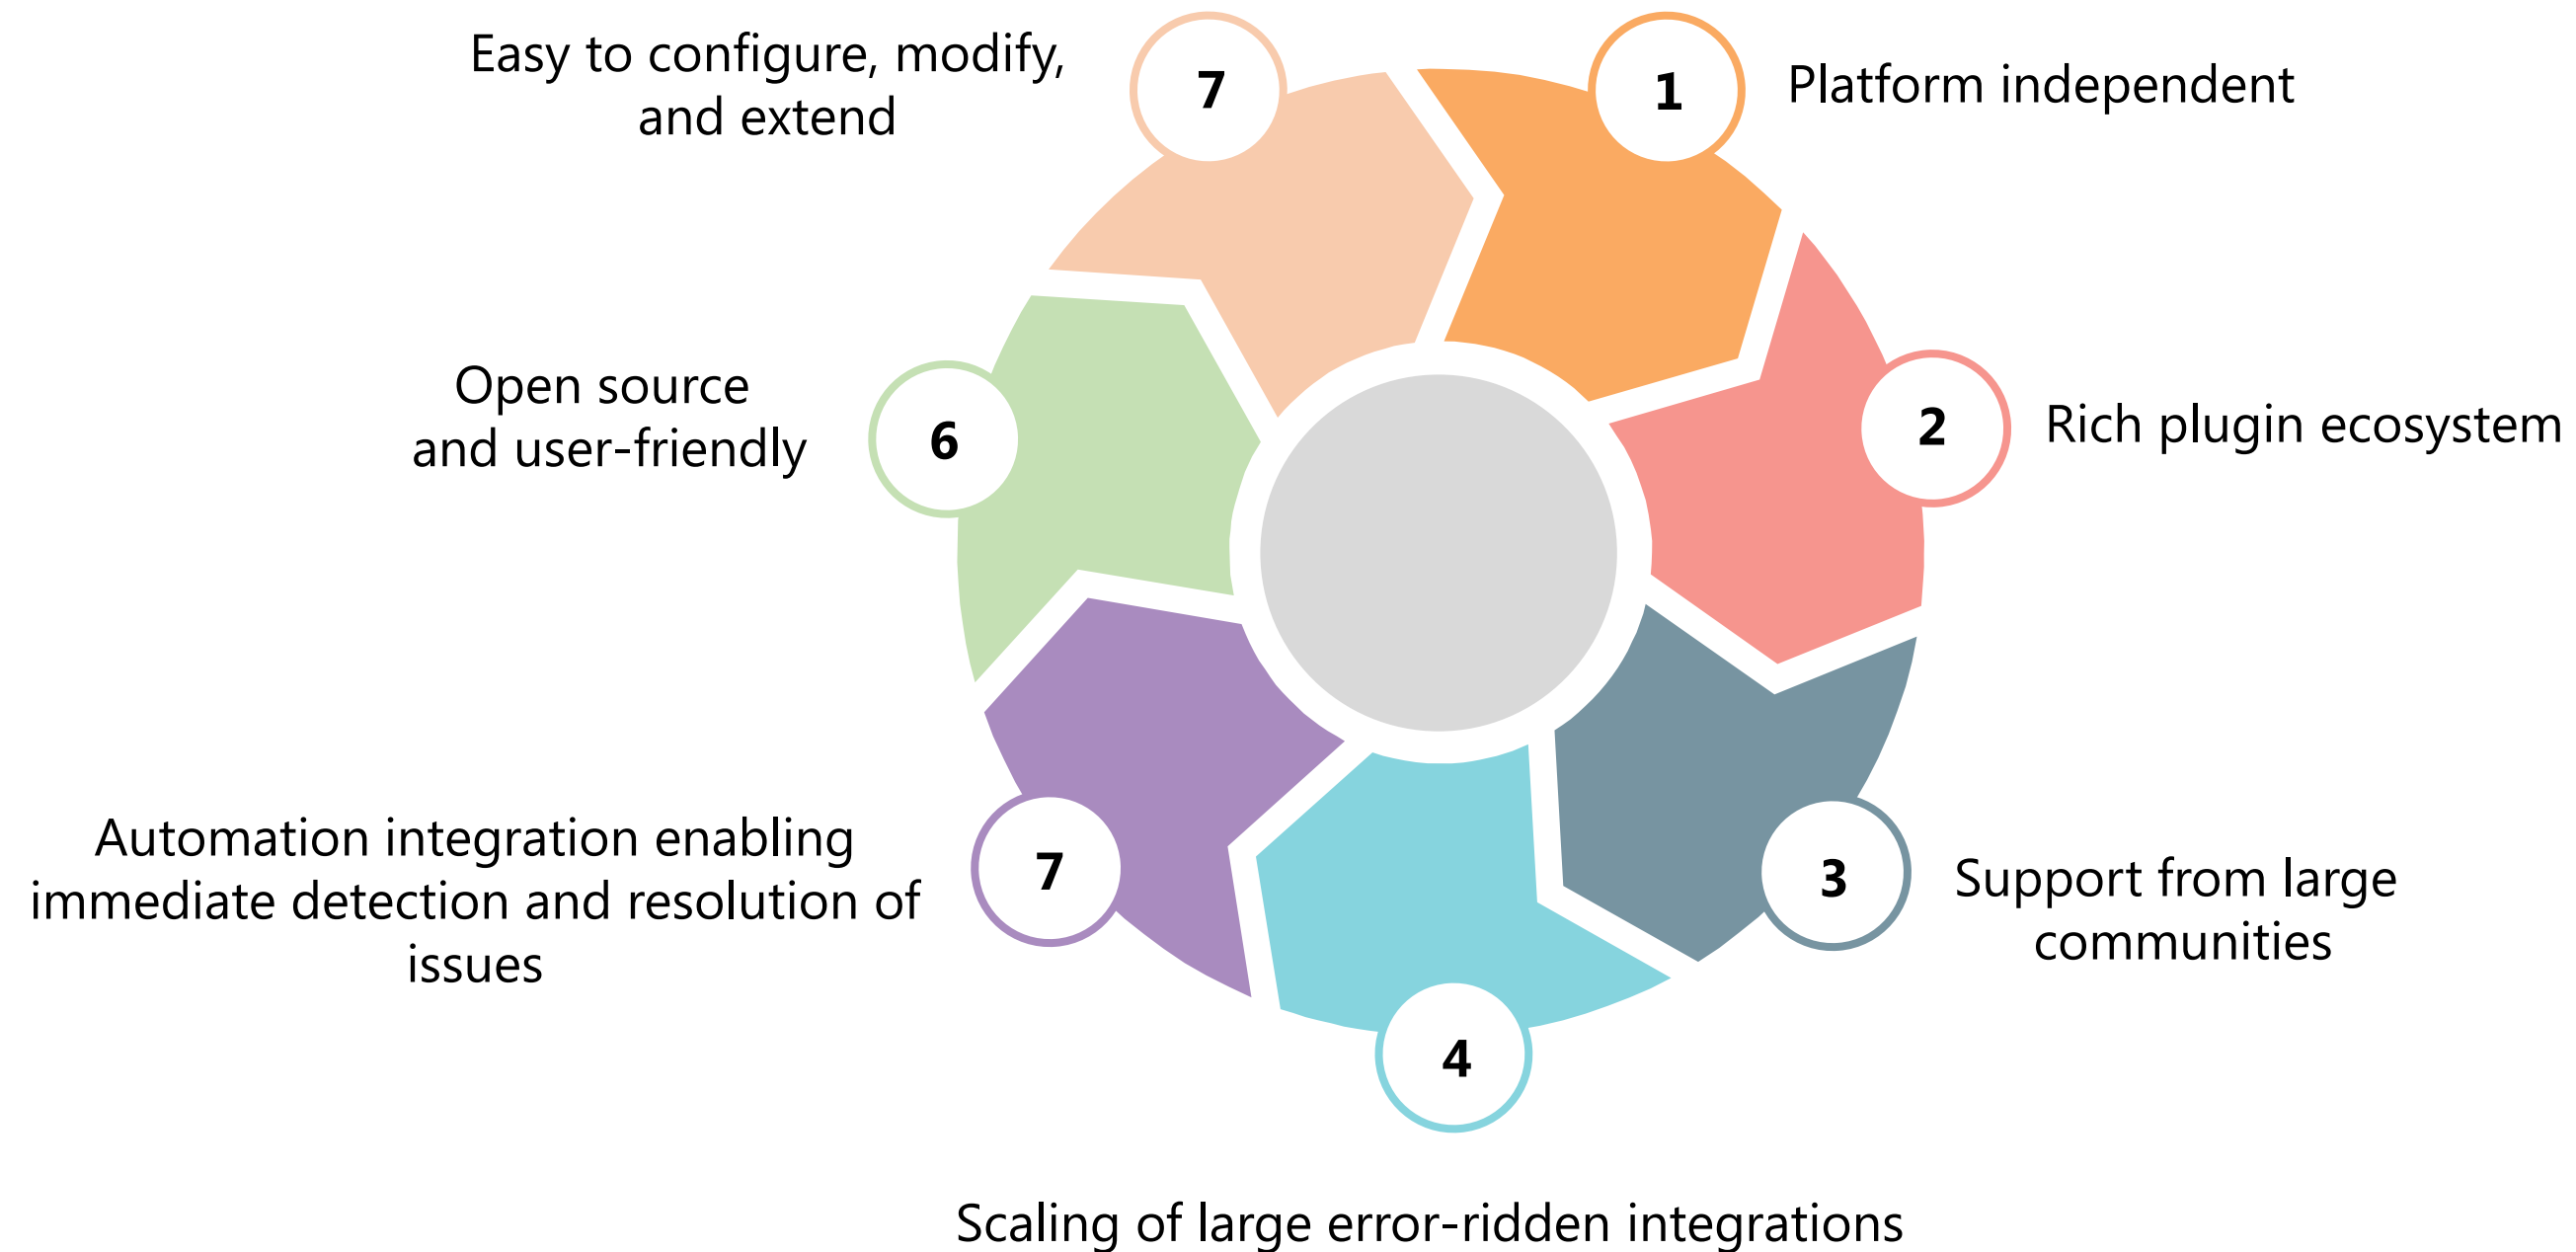 1
Platform independent
2
Rich plugin ecosystem
3
Support from large
communities
4
Scaling of large error-ridden integrations
7
Automation integration enabling
immediate detection and resolution of
issues
6
Open source
and user-friendly
7
Easy to configure, modify,
and extend